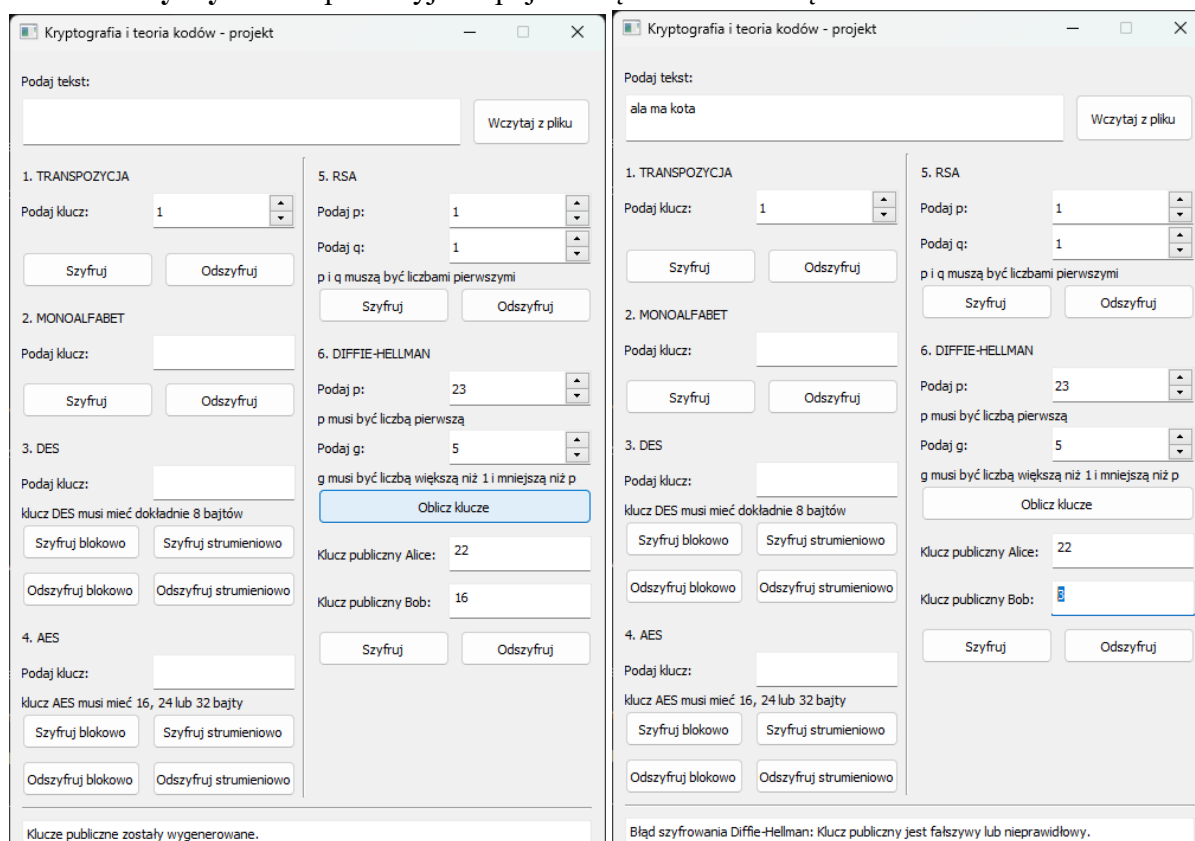 Kryptografia i teoria kodów - projekt
Podaj tekst:
Wczytaj z pliku
1. TRANSPOZYCJA
Podaj klucz: 1
Szyfruj Odszyfruj
2. MONOALFABET
Podaj klucz:
Szyfruj Odszyfruj
3. DES
Podaj klucz:
klucz DES musi mieć dokładnie 8 bajtów
Szyfruj blokowo Szyfruj strumieniowo
Odszyfruj blokowo Odszyfruj strumieniowo
4. AES
Podaj klucz:
klucz AES musi mieć 16, 24 lub 32 bajty
Szyfruj blokowo Szyfruj strumieniowo
Odszyfruj blokowo Odszyfruj strumieniowo
5. RSA
Podaj p: 1
Podaj q: 1
p i q muszą być liczbami pierwszymi
Szyfruj Odszyfruj
6. DIFFIE-HELLMAN
Podaj p: 23
p musi być liczbą pierwszą
Podaj g: 5
g musi być liczbą większą niż 1 i mniejszą niż p
Oblicz klucze
Klucz publiczny Alice: 22
Klucz publiczny Bob: 16
Szyfruj Odszyfruj
Klucze publiczne zostały wygenerowane.
Kryptografia i teoria kodów - projekt
Podaj tekst:
ala ma kota
Wczytaj z pliku
1. TRANSPOZYCJA
Podaj klucz: 1
Szyfruj Odszyfruj
2. MONOALFABET
Podaj klucz:
Szyfruj Odszyfruj
3. DES
Podaj klucz:
klucz DES musi mieć dokładnie 8 bajtów
Szyfruj blokowo Szyfruj strumieniowo
Odszyfruj blokowo Odszyfruj strumieniowo
4. AES
Podaj klucz:
klucz AES musi mieć 16, 24 lub 32 bajty
Szyfruj blokowo Szyfruj strumieniowo
Odszyfruj blokowo Odszyfruj strumieniowo
5. RSA
Podaj p: 1
Podaj q: 1
p i q muszą być liczbami pierwszymi
Szyfruj Odszyfruj
6. DIFFIE-HELLMAN
Podaj p: 23
p musi być liczbą pierwszą
Podaj g: 5
g musi być liczbą większą niż 1 i mniejszą niż p
Oblicz klucze
Klucz publiczny Alice: 22
Klucz publiczny Bob: 3
Szyfruj Odszyfruj
Błąd szyfrowania Diffie-Hellman: Klucz publiczny jest fałszywy lub nieprawidłowy.